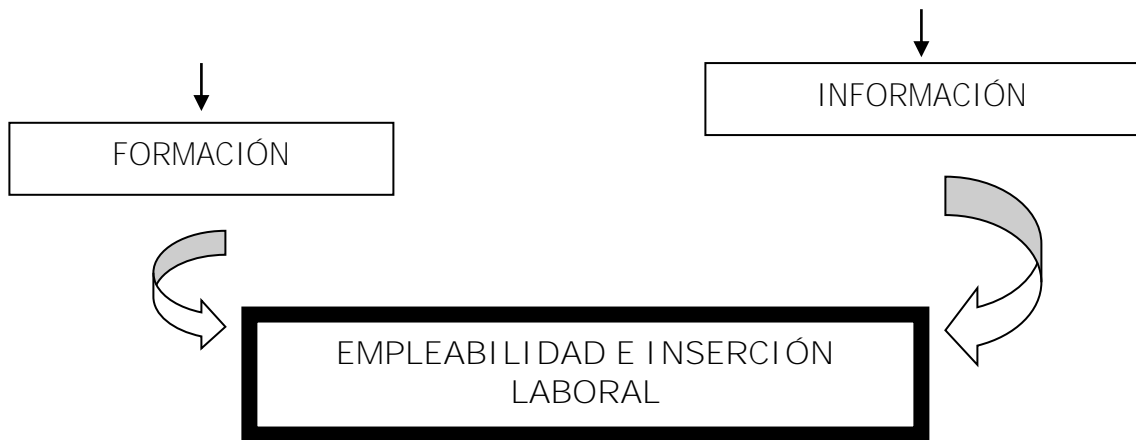 INFORMACIÓN
FORMACIÓN
EMPLEABILIDAD E INSERCIÓN
LABORAL